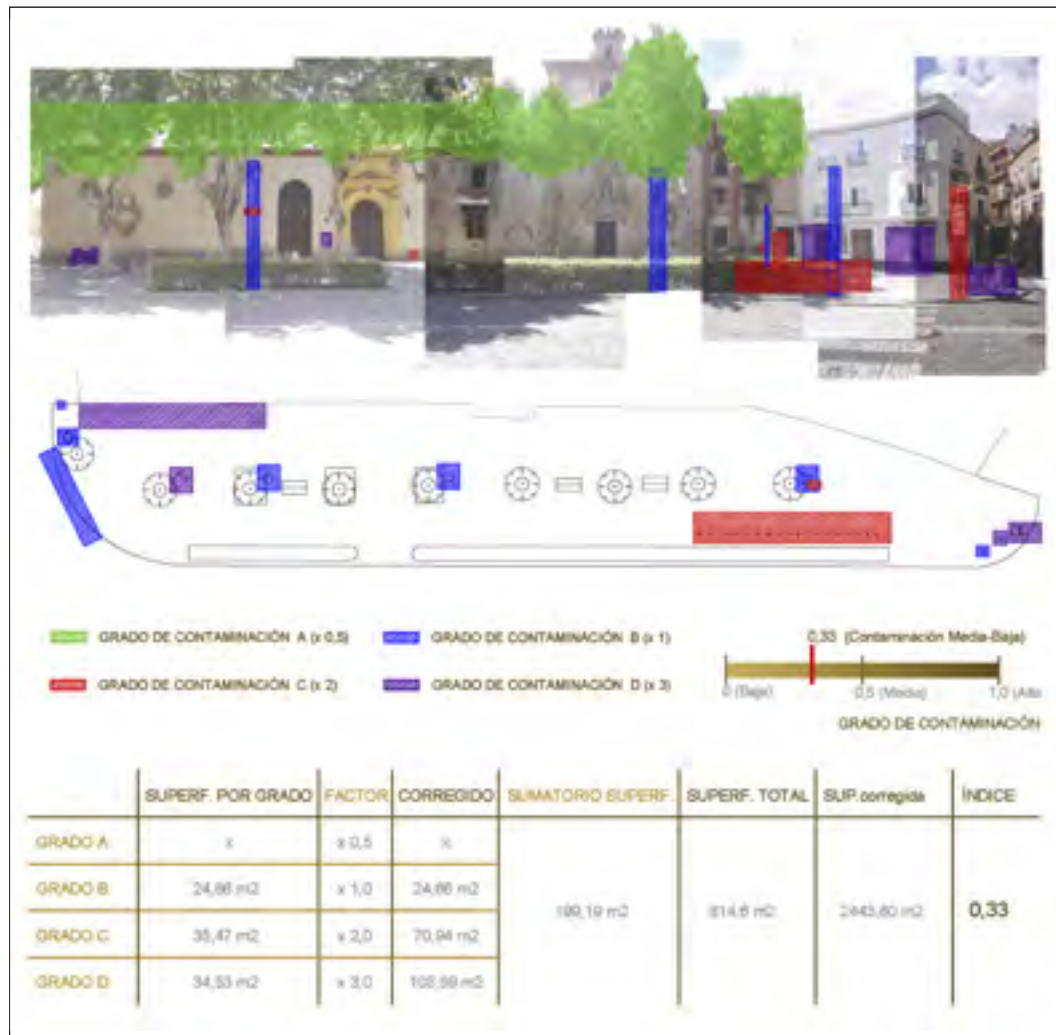 GRADO DE CONTAMINACIÓN A (x 0,5)
GRADO DE CONTAMINACIÓN B (x 1)
GRADO DE CONTAMINACIÓN C (x 2)
GRADO DE CONTAMINACIÓN D (x 3)
0,33 (Contaminación Media-Baja)
0 (Baja) 0,5 (Media) 1,0 (Alta
GRADO DE CONTAMINACIÓN
SUPERF. POR GRADO FACTOR CORREGIDO SUMATORIO SUPERF. SUPERF. TOTAL SUP.corregida ÍNDICE
GRADO A x x 0,5 x
GRADO B 24,66 m2 x 1,0 24,66 m2
199,19 m2 814,6 m2 2443,80 m2 0,33
GRADO C 35,47 m2 x 2,0 70,94 m2
GRADO D 34,53 m2 x 3,0 m2